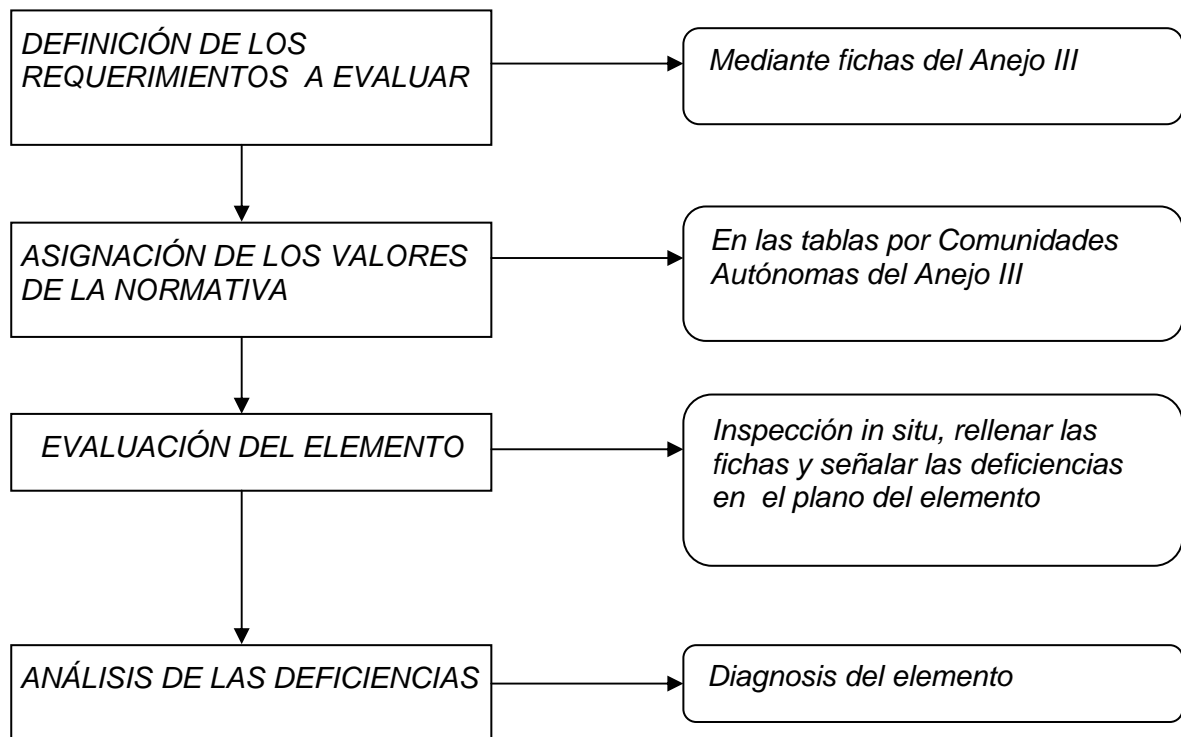 DEFINICIÓN DE LOS
REQUERIMIENTOS A EVALUAR
Mediante fichas del Anejo III
ASIGNACIÓN DE LOS VALORES
DE LA NORMATIVA
En las tablas por Comunidades
Autónomas del Anejo III
EVALUACIÓN DEL ELEMENTO
Inspección in situ, rellenar las
fichas y señalar las deficiencias
en el plano del elemento
ANÁLISIS DE LAS DEFICIENCIAS
Diagnosis del elemento